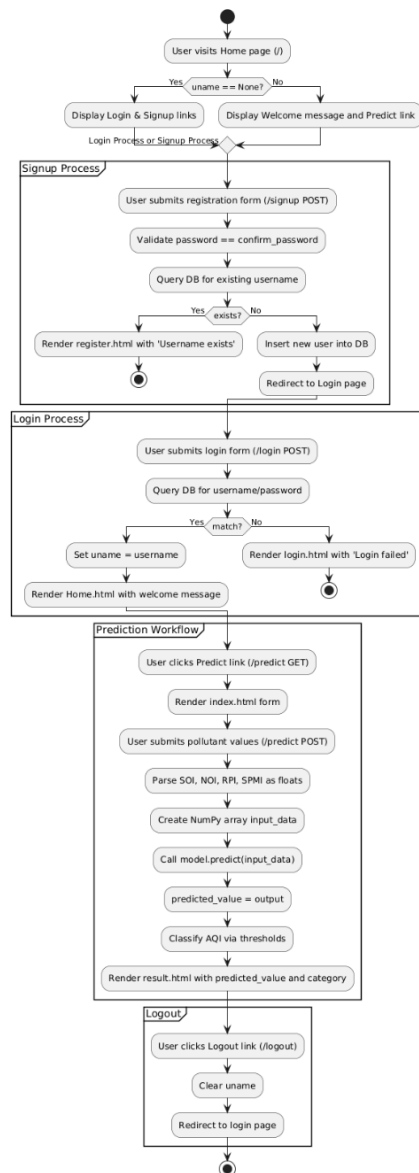 User visits Home page (/)
Yes
uname == None?
No
Display Login & Signup links
Display Welcome message and Predict link
Login Process or Signup Process
Signup Process
User submits registration form (/signup POST)
Validate password == confirm_password
Query DB for existing username
Yes
exists?
No
Render register.html with 'Username exists'
Insert new user into DB
Redirect to Login page
Login Process
User submits login form (/login POST)
Query DB for username/password
Yes
match?
No
Set uname = username
Render login.html with 'Login failed'
Render Home.html with welcome message
Prediction Workflow
User clicks Predict link (/predict GET)
Render index.html form
User submits pollutant values (/predict POST)
Parse SOI, NOI, RPI, SPMI as floats
Create NumPy array input_data
Call model.predict(input_data)
predicted_value = output
Classify AQI via thresholds
Render result.html with predicted_value and category
Logout
User clicks Logout link (/logout)
Clear uname
Redirect to login page